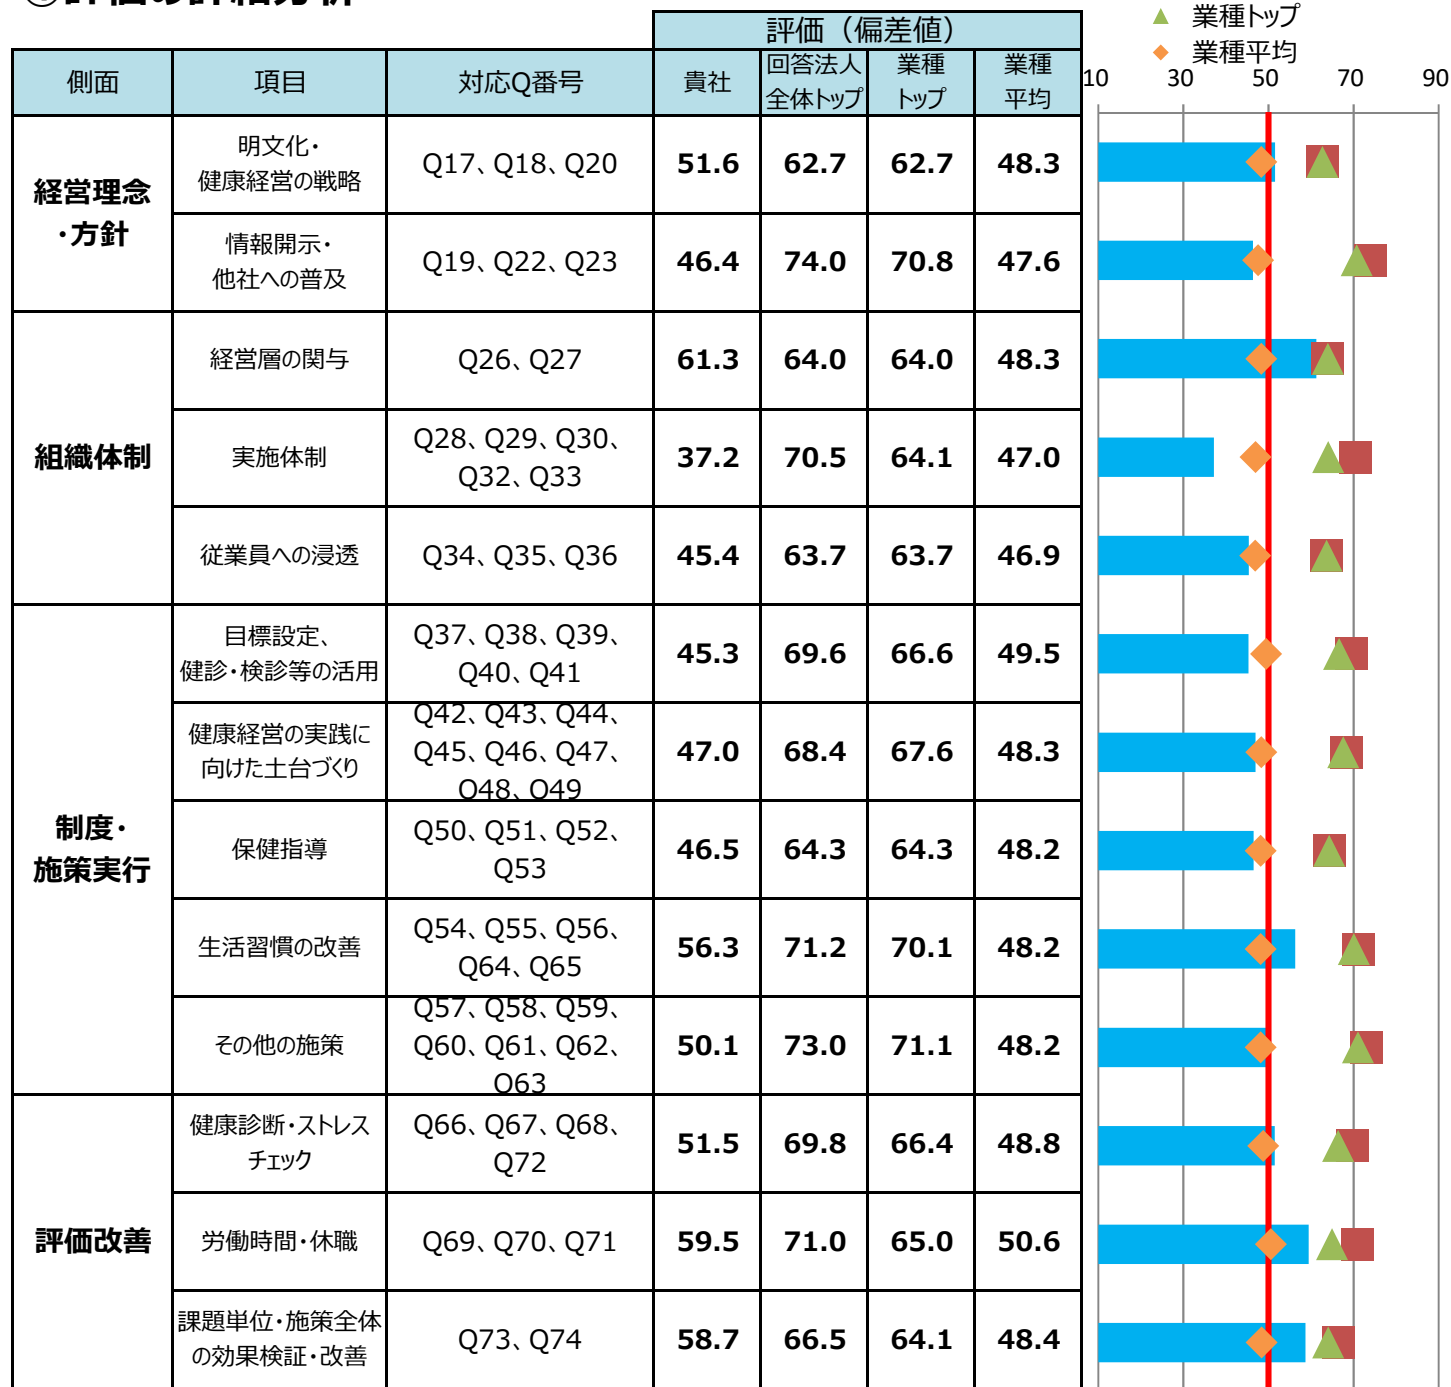 評価（偏差値）
▲ 業種トップ
◆ 業種平均
側面 項目 対応Q番号 貴社 回答法人 全体トップ 業種 トップ 業種 平均
10 30 50 70 90
経営理念
・方針
明文化・
健康経営の戦略
Q17、Q18、Q20 51.6 62.7 62.7 48.3
情報開示・
他社への普及
Q19、Q22、Q23 46.4 74.0 70.8 47.6
組織体制
経営層の関与 Q26、Q27 61.3 64.0 64.0 48.3
実施体制
Q28、Q29、Q30、
Q32、Q33
37.2 70.5 64.1 47.0
従業員への浸透 Q34、Q35、Q36 45.4 63.7 63.7 46.9
制度・
施策実行
目標設定、
健診・検診等の活用
Q37、Q38、Q39、
Q40、Q41
45.3 69.6 66.6 49.5
健康経営の実践に
向けた土台づくり
Q42、Q43、Q44、
Q45、Q46、Q47、
Q48、Q49
47.0 68.4 67.6 48.3
保健指導
Q50、Q51、Q52、
Q53
46.5 64.3 64.3 48.2
生活習慣の改善
Q54、Q55、Q56、
Q64、Q65
56.3 71.2 70.1 48.2
その他の施策
Q57、Q58、Q59、
Q60、Q61、Q62、
Q63
50.1 73.0 71.1 48.2
評価改善
健康診断・ストレス
チェック
Q66、Q67、Q68、
Q72
51.5 69.8 66.4 48.8
労働時間・休職 Q69、Q70、Q71 59.5 71.0 65.0 50.6
課題単位・施策全体
の効果検証・改善
Q73、Q74 58.7 66.5 64.1 48.4